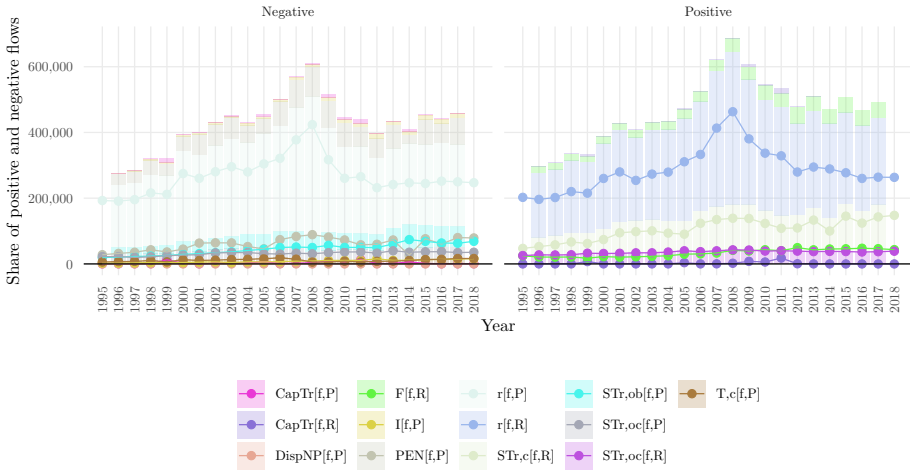 Negative
Positive
Share of positive and negative flows
600,000
400,000
200,000
0
1995 1996 1997 1998 1999 2000 2001 2002 2003 2004 2005 2006 2007 2008 2009 2010 2011 2012 2013 2014 2015 2016 2017 2018
1995 1996 1997 1998 1999 2000 2001 2002 2003 2004 2005 2006 2007 2008 2009 2010 2011 2012 2013 2014 2015 2016 2017 2018
Year
CapTr[f,P] F[f,R] r[f,P] STr,ob[f,P] T,c[f,P]
CapTr[f,R] I[f,P] r[f,R] STr,oc[f,P]
DispNP[f,P] PEN[f,P] STr,c[f,R] STr,oc[f,R]